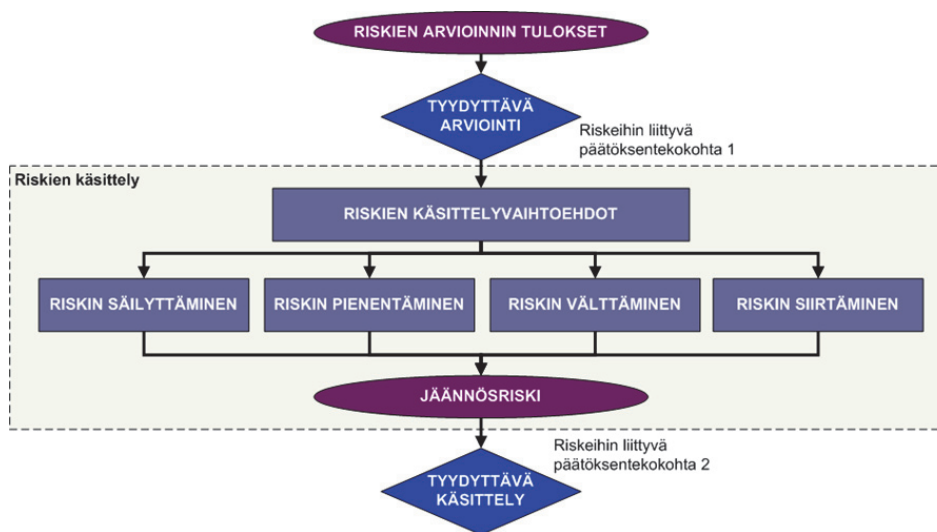 RISKIEN ARVIOINNIN TULOKSET
TYYDYTTÄVÄ
ARVIOINTI
Riskeihin liittyvä
päätöksentekokohta 1
Riskien käsittely
RISKIEN KÄSITTELYVAIHTOEHDOT
RISKIN SÄILYTTÄMINEN
RISKIN PIENENTÄMINEN
RISKIN VÄLTTÄMINEN
RISKIN SIIRTÄMINEN
JÄÄNNÖSRISKI
Riskeihin liittyvä
päätöksentekokohta 2
TYYDYTTÄVÄ
KÄSITTELY